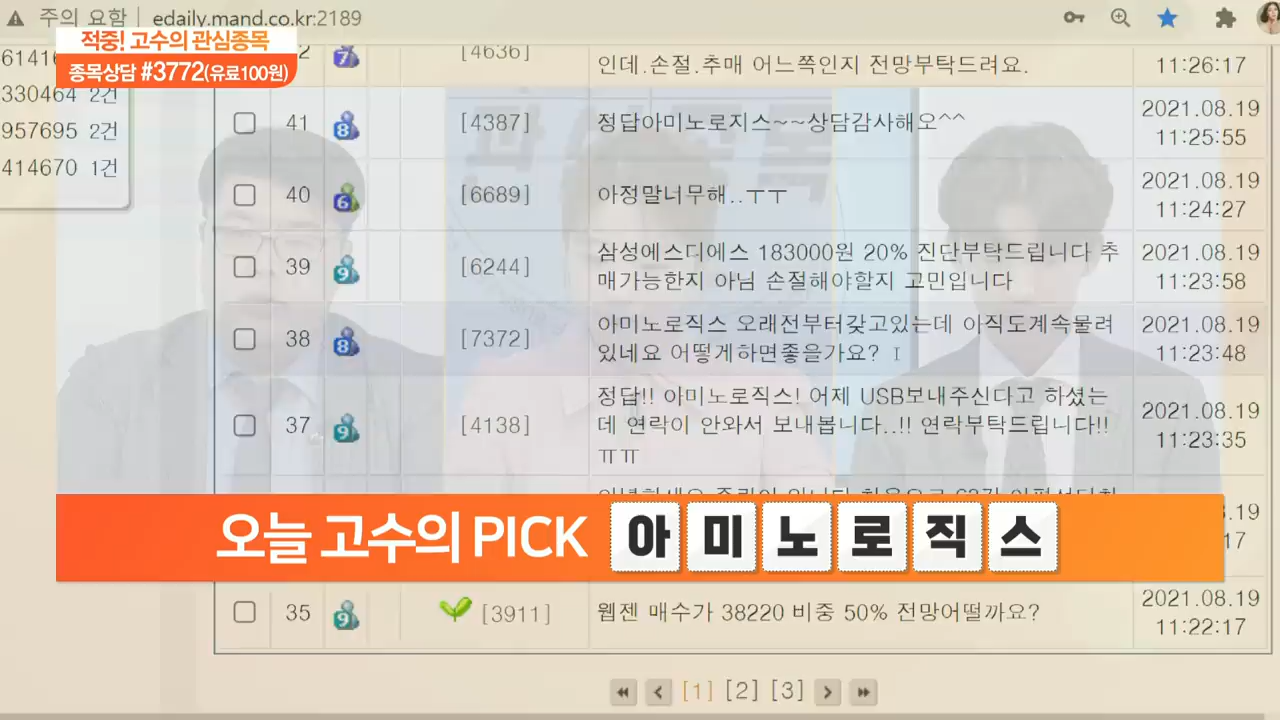 주의 요함 | edaily.mand.co.kr:2189
적중! 고수의 관심종목
종목상담 #3772(유료100원)
330464 2건
957695 2건
414670 1건
7 [4636] 인데.손절.추매 어느쪽인지 전망부탁드려요. 11:26:17
41 8 [4387] 정답아미노로지스~~상담감사해오^^ 2021.08.19 11:25:55
40 6 [6689] 아정말너무해..ㅜㅜ 2021.08.19 11:24:27
39 9 [6244] 삼성에스디에스 183000원 20% 진단부탁드립니다 추 2021.08.19
매가능한지 아님 손절해야할지 고민입니다 11:23:58
38 8 [7372] 아미노로직스 오래전부터갖고있는데 아직도계속물려 2021.08.19
있네요 어떻게하면좋을가요? 11:23:48
37 9 [4138] 정답!! 아미노로직스! 어제 USB보내주신다고 하셨는 2021.08.19
데 연락이 안와서 보내봅니다..!! 연락부탁드립니다!! 11:23:35
ㅠㅠ
오늘 고수의 PICK 아미노로직스
35 9 [3911] 웹젠 매수가 38220 비중 50% 전망어떨까요? 2021.08.19 11:22:17
[1] [2] [3]